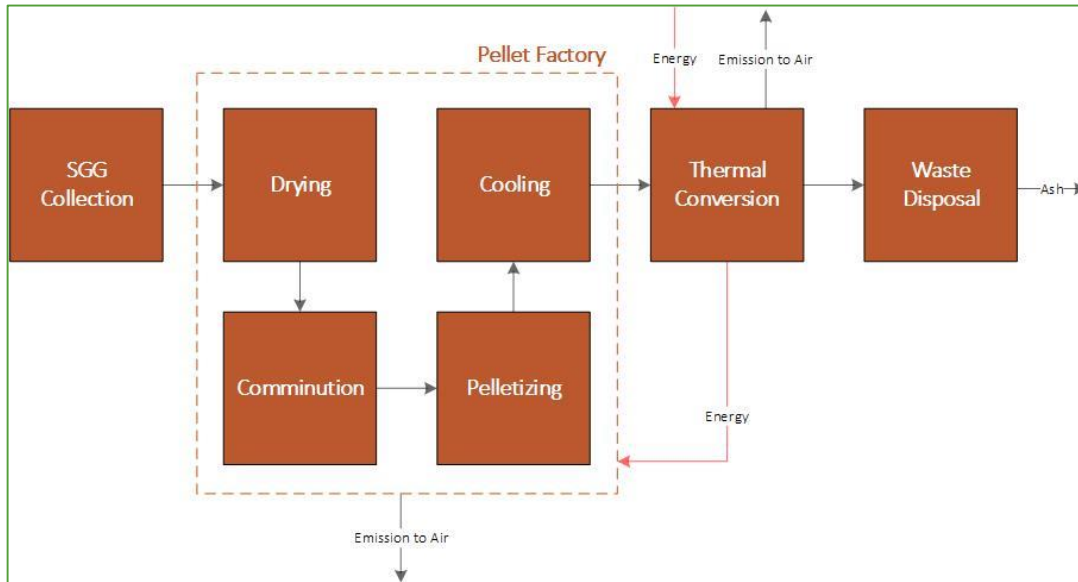 Pellet Factory
Energy
Emission to Air
SGG
Collection
Drying
Cooling
Thermal
Conversion
Waste
Disposal
Ash
Comminution
Pelletizing
Energy
Emission to Air